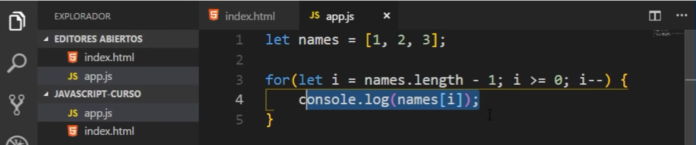 EXPLORADOR
EDITORES ABIERTOS
index.html
JS app.js
JAVASCRIPT-CURSO
JS app.js
index.html
index.html JS app.js ×
1 let names = [1, 2, 3];
2
3 for(let i = names.length - 1; i >= 0; i--) {
4 console.log(names[i]);
5 }